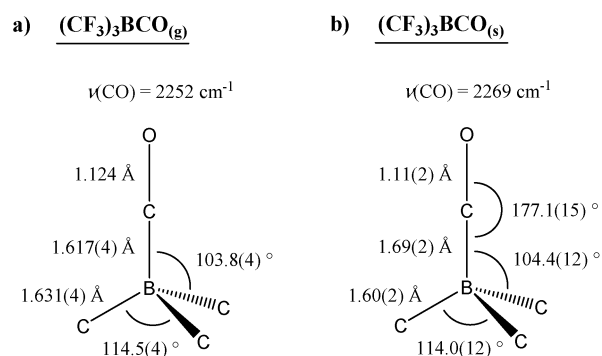 a) (CF₃)₃BCO₍g₎
b) (CF₃)₃BCO₍s₎
ν(CO) = 2252 cm⁻¹
ν(CO) = 2269 cm⁻¹
O
O
1.124 Å
1.11(2) Å
C
C
177.1(15) °
1.617(4) Å
103.8(4) °
1.69(2) Å
104.4(12) °
1.631(4) Å
B
C
1.60(2) Å
B
C
C
C
C
C
114.5(4) °
114.0(12) °